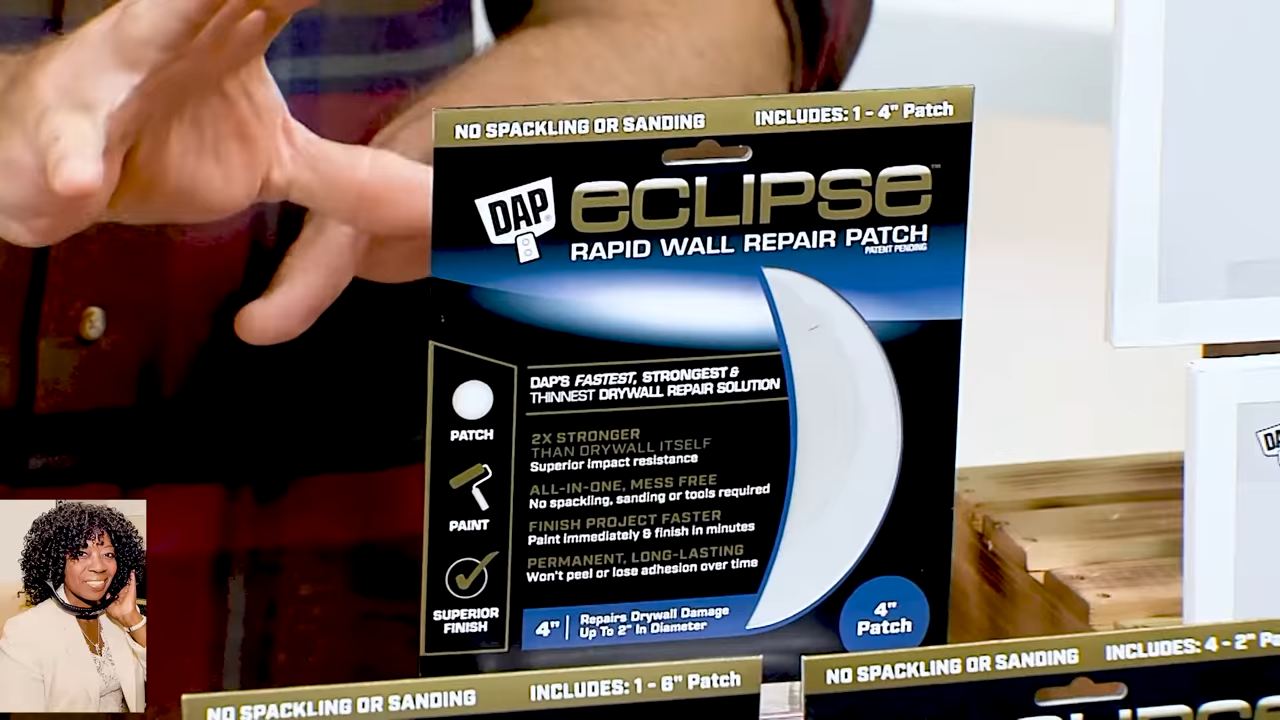 NO SPACKLING OR SANDING INCLUDES: 1 - 4" Patch
DAP®
eCLIPSe™
RAPID WALL REPAIR PATCH
PATENT PENDING
DAP'S FASTEST, STRONGEST &
THINNEST DRYWALL REPAIR SOLUTION
PATCH
PAINT
SUPERIOR
FINISH
2X STRONGER
THAN DRYWALL ITSELF
Superior impact resistance
ALL-IN-ONE, MESS FREE
No spackling, sanding or tools required
FINISH PROJECT FASTER
Paint immediately & finish in minutes
PERMANENT, LONG-LASTING
Won't peel or lose adhesion over time
4" Repairs Drywall Damage
Up To 2" In Diameter
4"
Patch
NO SPACKLING OR SANDING INCLUDES: 1 - 6" Patch
NO SPACKLING OR SANDING INCLUDES: 4 - 2"